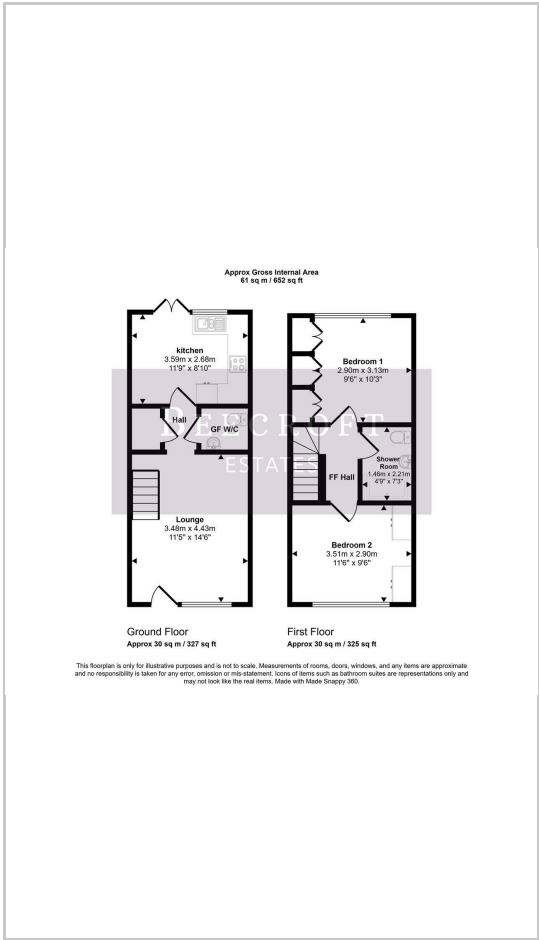 Approx Gross Internal Area
61 sq m / 652 sq ft
kitchen
3.59m x 2.68m
11'9" x 8'10"
Hall
GF W/C
Lounge
3.48m x 4.43m
11'5" x 14'6"
Bedroom 1
2.90m x 3.13m
9'6" x 10'3"
Shower
Room
1.46m x 2.21m
4'9" x 7'3"
FF Hall
Bedroom 2
3.51m x 2.90m
11'6" x 9'6"
BEECROFT
ESTATES
Ground Floor
Approx 30 sq m / 327 sq ft
First Floor
Approx 30 sq m / 325 sq ft
This floorplan is only for illustrative purposes and is not to scale. Measurements of rooms, doors, windows, and any items are approximate
and no responsibility is taken for any error, omission or mis-statement. Icons of items such as bathroom suites are representations only and
may not look like the real items. Made with Made Snappy 360.